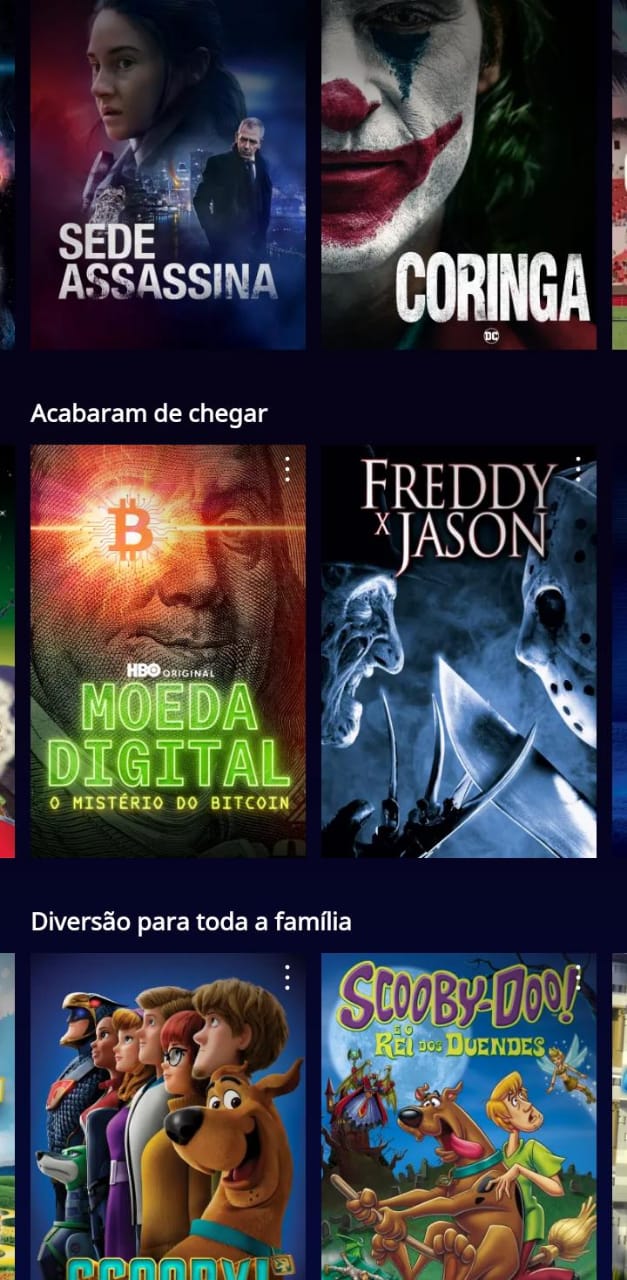 SEDE
ASSASSINA
CORINGA
DC
Acabaram de chegar
B
HBO ORIGINAL
MOEDA
DIGITAL
O MISTÉRIO DO BITCOIN
FREDDY
X JASON
Diversão para toda a família
SCOOBY!
SCOOBY-DOO!
E O
REI DOS DUENDES